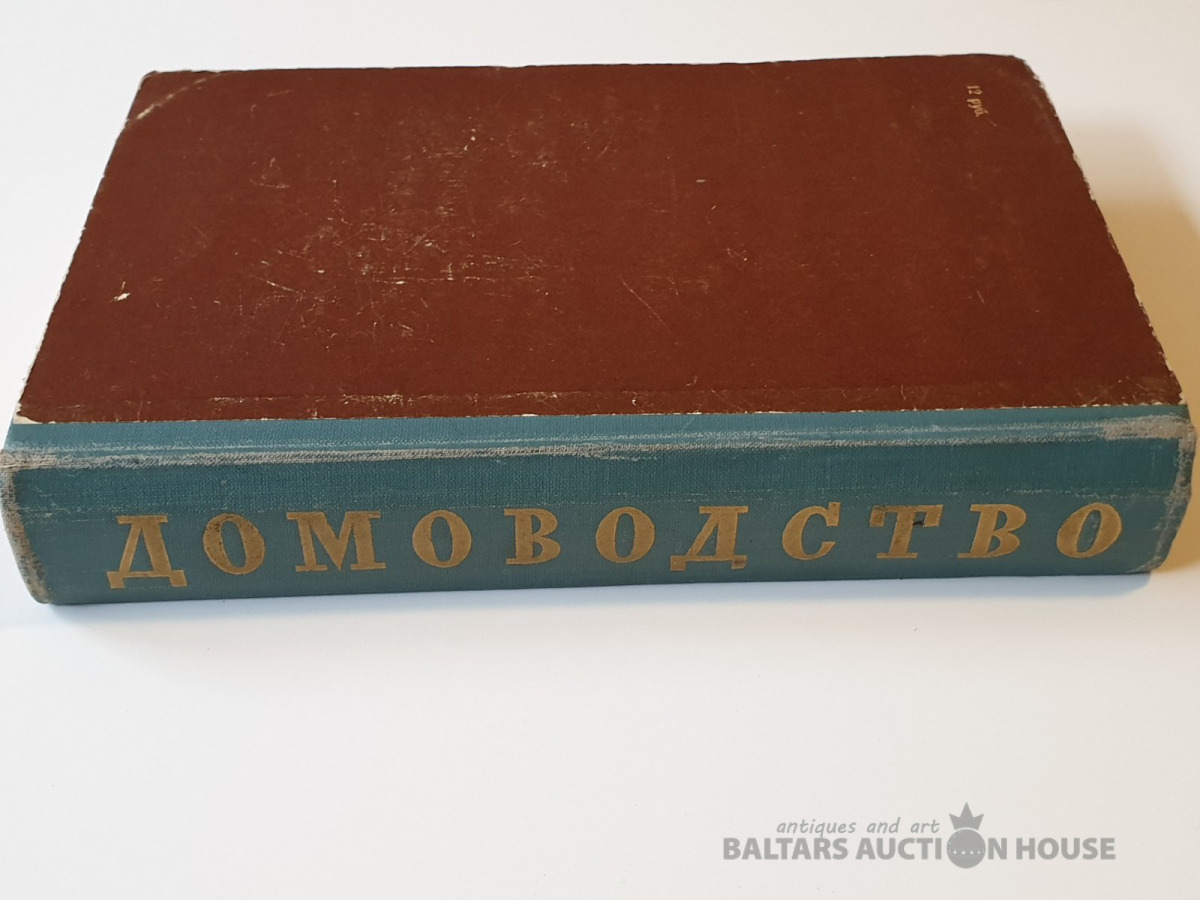 12 руб.
ДОМОВОДСТВО
antiques and art
BALTARS AUCTION HOUSE